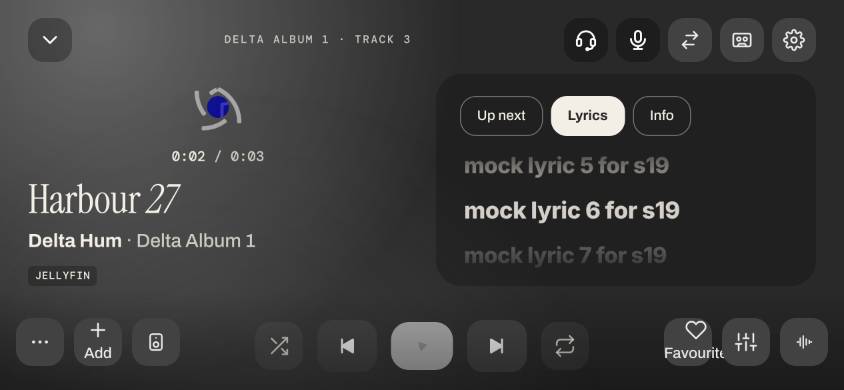 DELTA ALBUM 1 · TRACK 3
0:02 / 0:03
Harbour 27
Delta Hum · Delta Album 1
JELLYFIN
Up next
Lyrics
Info
mock lyric 5 for s19
mock lyric 6 for s19
mock lyric 7 for s19
Add
Favourite